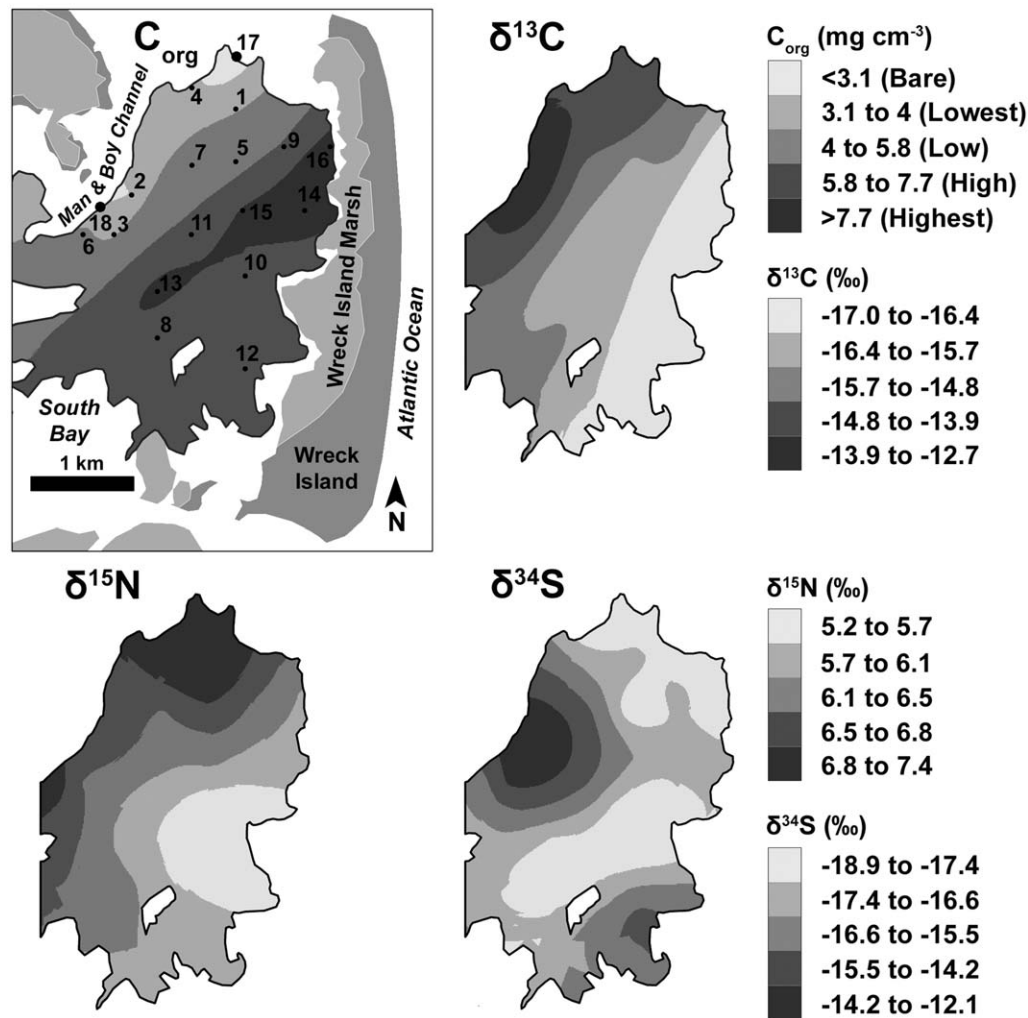 C org
17
4
1
Man & Boy Channel
9
7
5
16
2
14
18
3
15
11
6
10
13
8
12
Wreck Island Marsh
Atlantic Ocean
South
Bay
1 km
Wreck
Island
N
δ¹³C
C org (mg cm⁻³)
<3.1 (Bare)
3.1 to 4 (Lowest)
4 to 5.8 (Low)
5.8 to 7.7 (High)
>7.7 (Highest)
δ¹³C (‰)
-17.0 to -16.4
-16.4 to -15.7
-15.7 to -14.8
-14.8 to -13.9
-13.9 to -12.7
δ¹⁵N
δ³⁴S
δ¹⁵N (‰)
5.2 to 5.7
5.7 to 6.1
6.1 to 6.5
6.5 to 6.8
6.8 to 7.4
δ³⁴S (‰)
-18.9 to -17.4
-17.4 to -16.6
-16.6 to -15.5
-15.5 to -14.2
-14.2 to -12.1